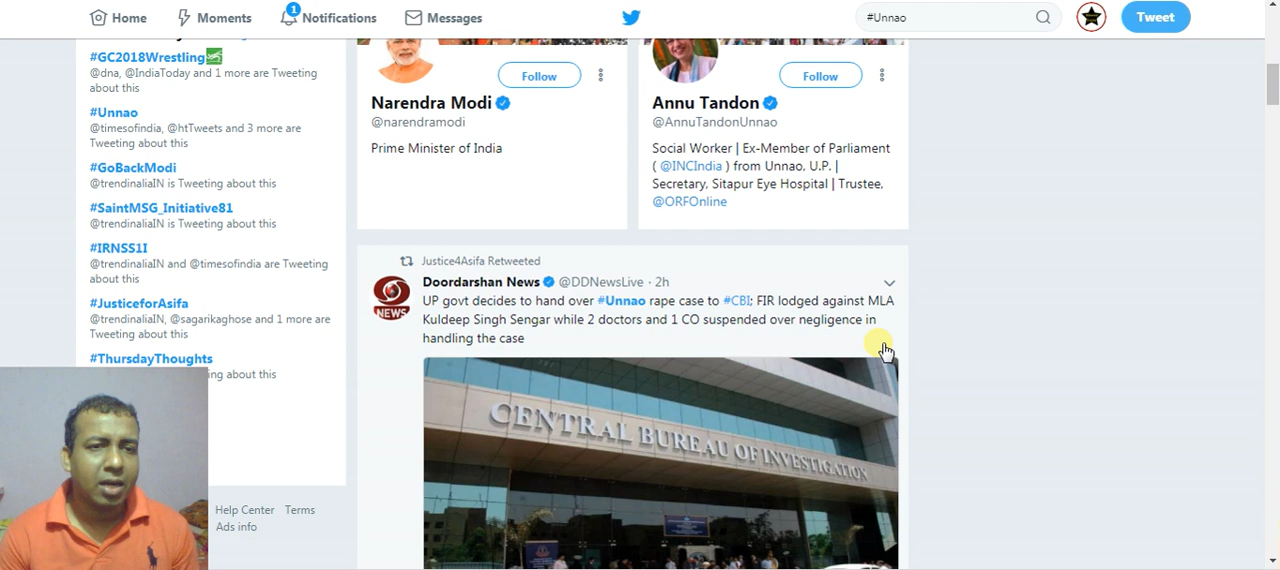 Home
Moments
1
Notifications
Messages
#Unnao
Tweet
#GC2018Wrestling
@dna, @IndiaToday and 1 more are Tweeting
about this
#Unnao
@timesofindia, @htTweets and 3 more are
Tweeting about this
#GoBackModi
@trendinaliaIN is Tweeting about this
#SaintMSG_Initiative81
@trendinaliaIN is Tweeting about this
#IRNSS1I
@trendinaliaIN and @timesofindia are Tweeting
about this
#JusticeforAsifa
@trendinaliaIN, @sagarikaghose and 1 more are
Tweeting about this
#ThursdayThoughts
ng about this
Help Center Terms
Ads info
Follow
Narendra Modi
@narendramodi
Prime Minister of India
Follow
Annu Tandon
@AnnuTandonUnnao
Social Worker | Ex-Member of Parliament
( @INCIndia ) from Unnao, U.P. |
Secretary, Sitapur Eye Hospital | Trustee,
@ORFOnline
Justice4Asifa Retweeted
Doordarshan News @DDNewsLive · 2h
UP govt decides to hand over #Unnao rape case to #CBI; FIR lodged against MLA
Kuldeep Singh Sengar while 2 doctors and 1 CO suspended over negligence in
handling the case
NEWS
CENTRAL BUREAU OF INVESTIGATION